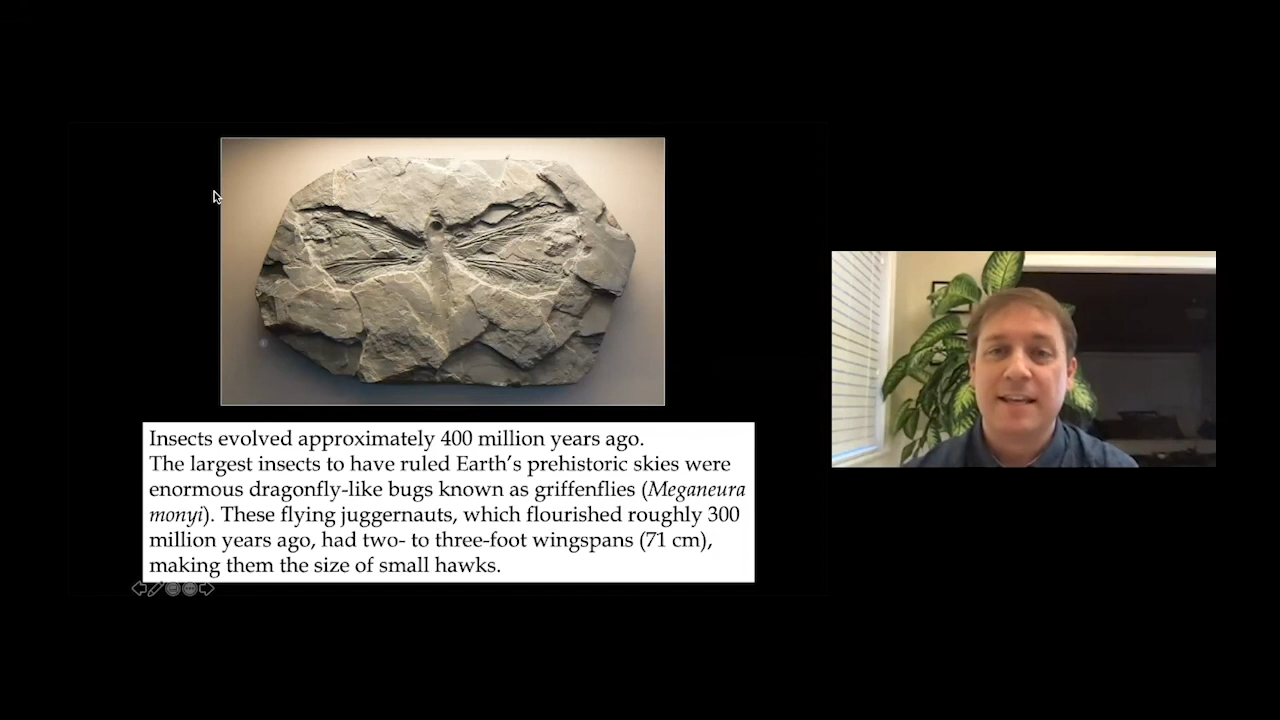 Insects evolved approximately 400 million years ago.
The largest insects to have ruled Earth’s prehistoric skies were
enormous dragonfly-like bugs known as griffenflies (Meganeura
monyi). These flying juggernauts, which flourished roughly 300
million years ago, had two- to three-foot wingspans (71 cm),
making them the size of small hawks.